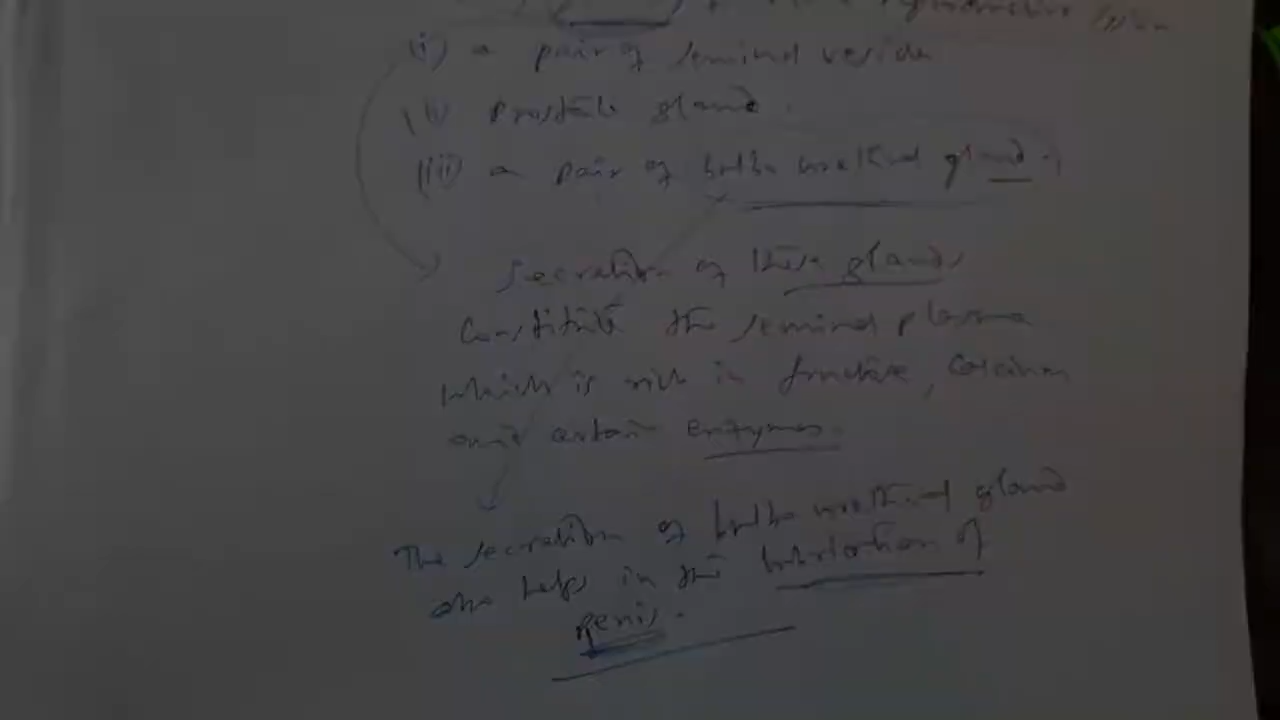 reproductive
(i) a pair of seminal vesicle
(ii) Prostate gland.
(iii) a pair of bulbo urethral gland.
Secretion of these glands
Constitute the seminal plasma
which is rich in fructose, Calcium
and certain enzymes.
The secretion of bulbo urethral gland
also helps in the lubrication of
penis.